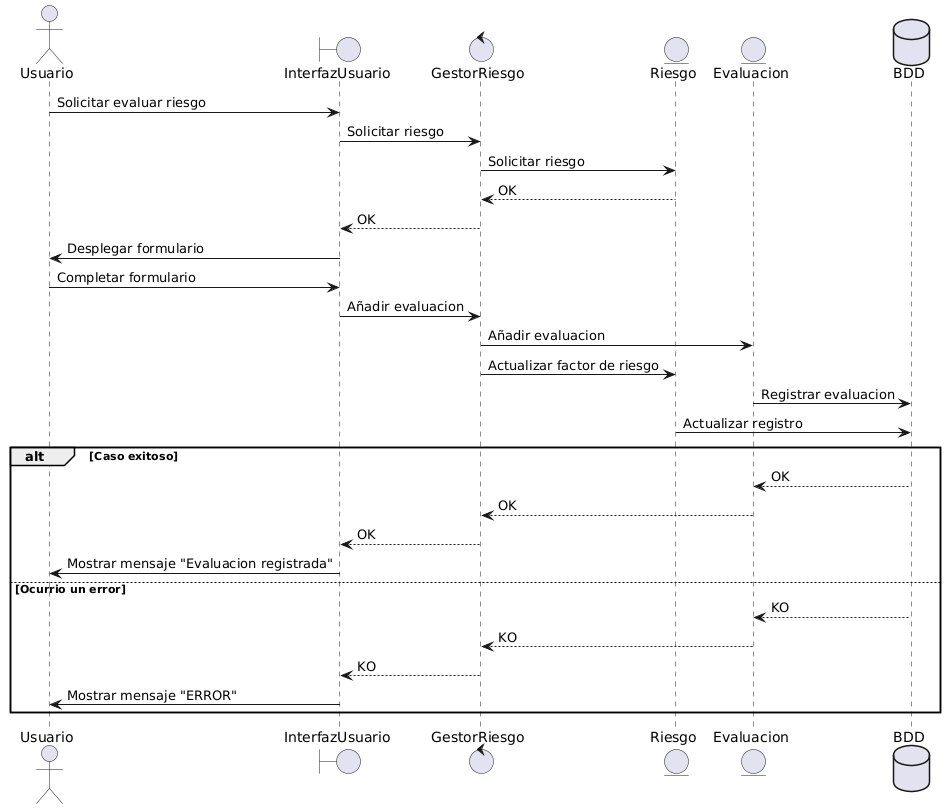 Usuario
InterfazUsuario
GestorRiesgo
Riesgo
Evaluacion
BDD
Solicitar evaluar riesgo
Solicitar riesgo
Solicitar riesgo
OK
OK
Desplegar formulario
Completar formulario
Añadir evaluacion
Añadir evaluacion
Actualizar factor de riesgo
Registrar evaluacion
Actualizar registro
alt
[Caso exitoso]
OK
OK
OK
Mostrar mensaje "Evaluacion registrada"
[Ocurrio un error]
KO
KO
KO
Mostrar mensaje "ERROR"
Usuario
InterfazUsuario
GestorRiesgo
Riesgo
Evaluacion
BDD